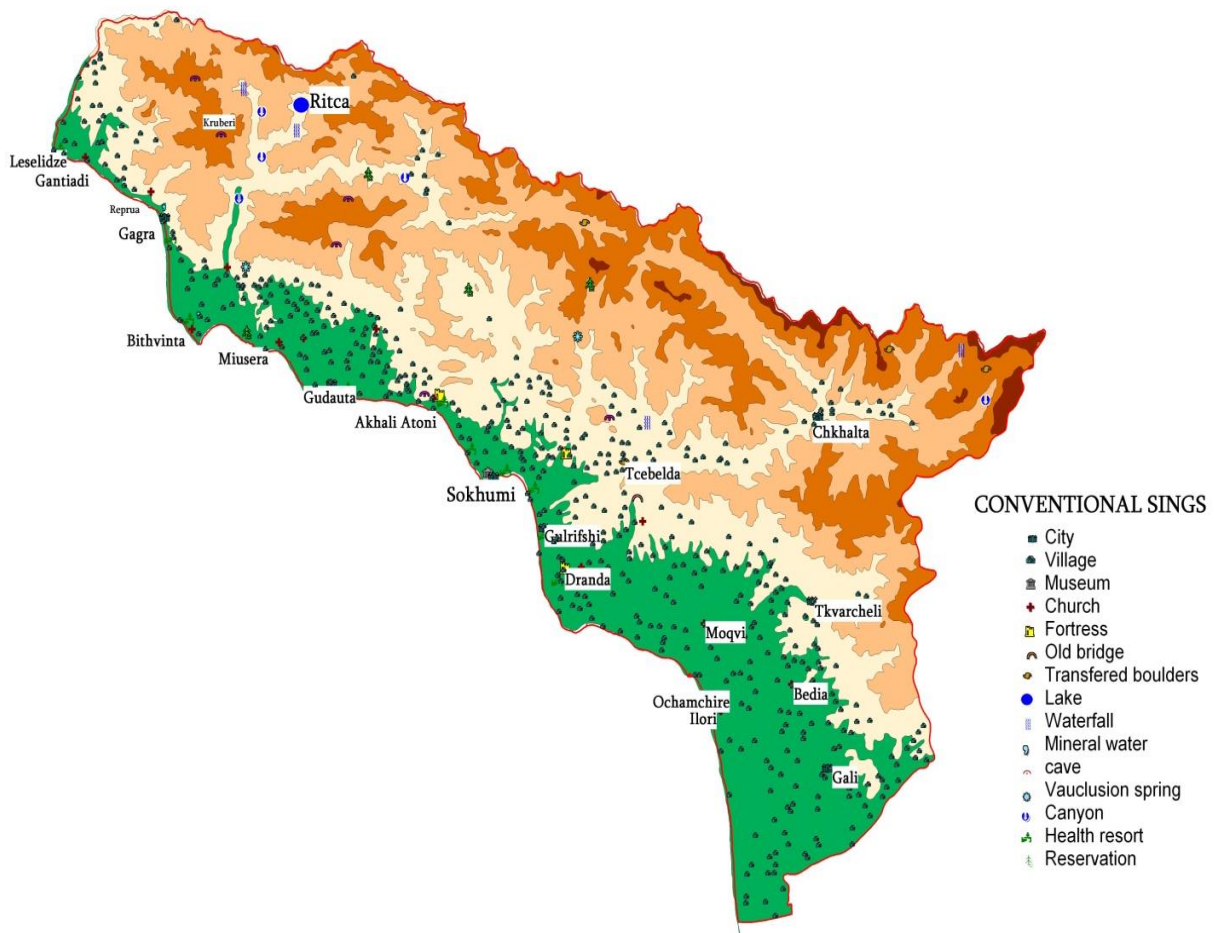 Ritca
Kruberi
Leselidze
Gantiadi
Reprua
Gagra
Bithvinta
Miusera
Gudauta
Akhali Atoni
Chkhalta
Tcebelda
Sokhumi
Gulrifshi
Dranda
Tkvarcheli
Moqvi
Bedia
Ochamchire
Ilori
Gali
CONVENTIONAL SINGS
City
Village
Museum
Church
Fortress
Old bridge
Transfered boulders
Lake
Waterfall
Mineral water
cave
Vauclusion spring
Canyon
Health resort
Reservation